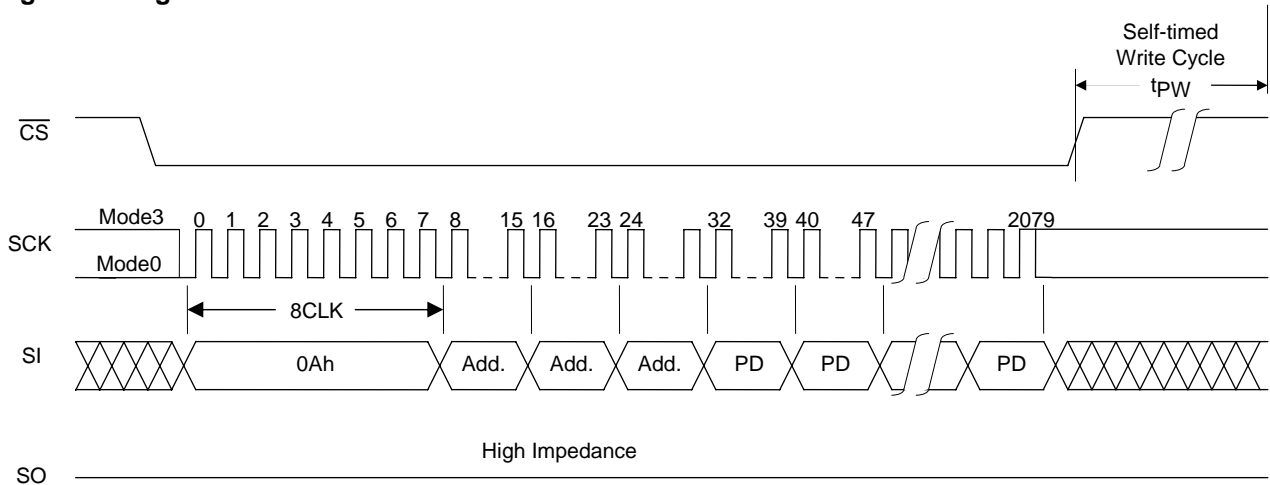 Self-timed
Write Cycle
tPW
CS
SCK
Mode3
Mode0
0 1 2 3 4 5 6 7 8 15 16 23 24 32 39 40 47 2079
8CLK
SI
0Ah Add. Add. Add. PD PD PD
High Impedance
SO